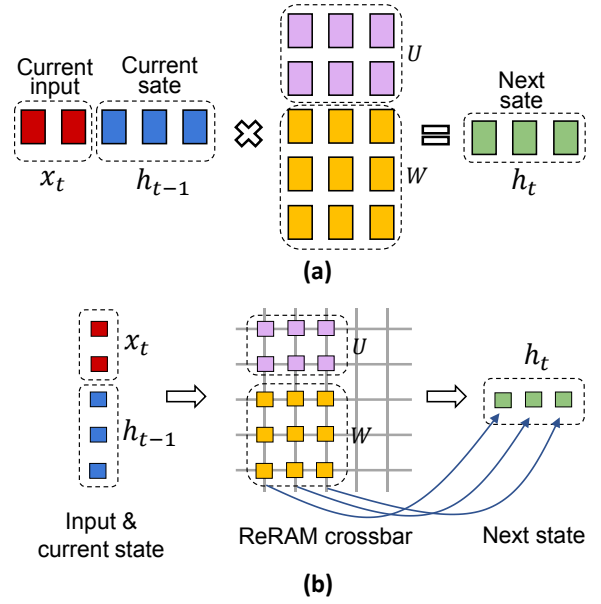 Current input
Current sate
Next sate
U
W
x_t
h_{t-1}
h_t
(a)
x_t
h_{t-1}
U
W
h_t
Input & current state
ReRAM crossbar
Next state
(b)